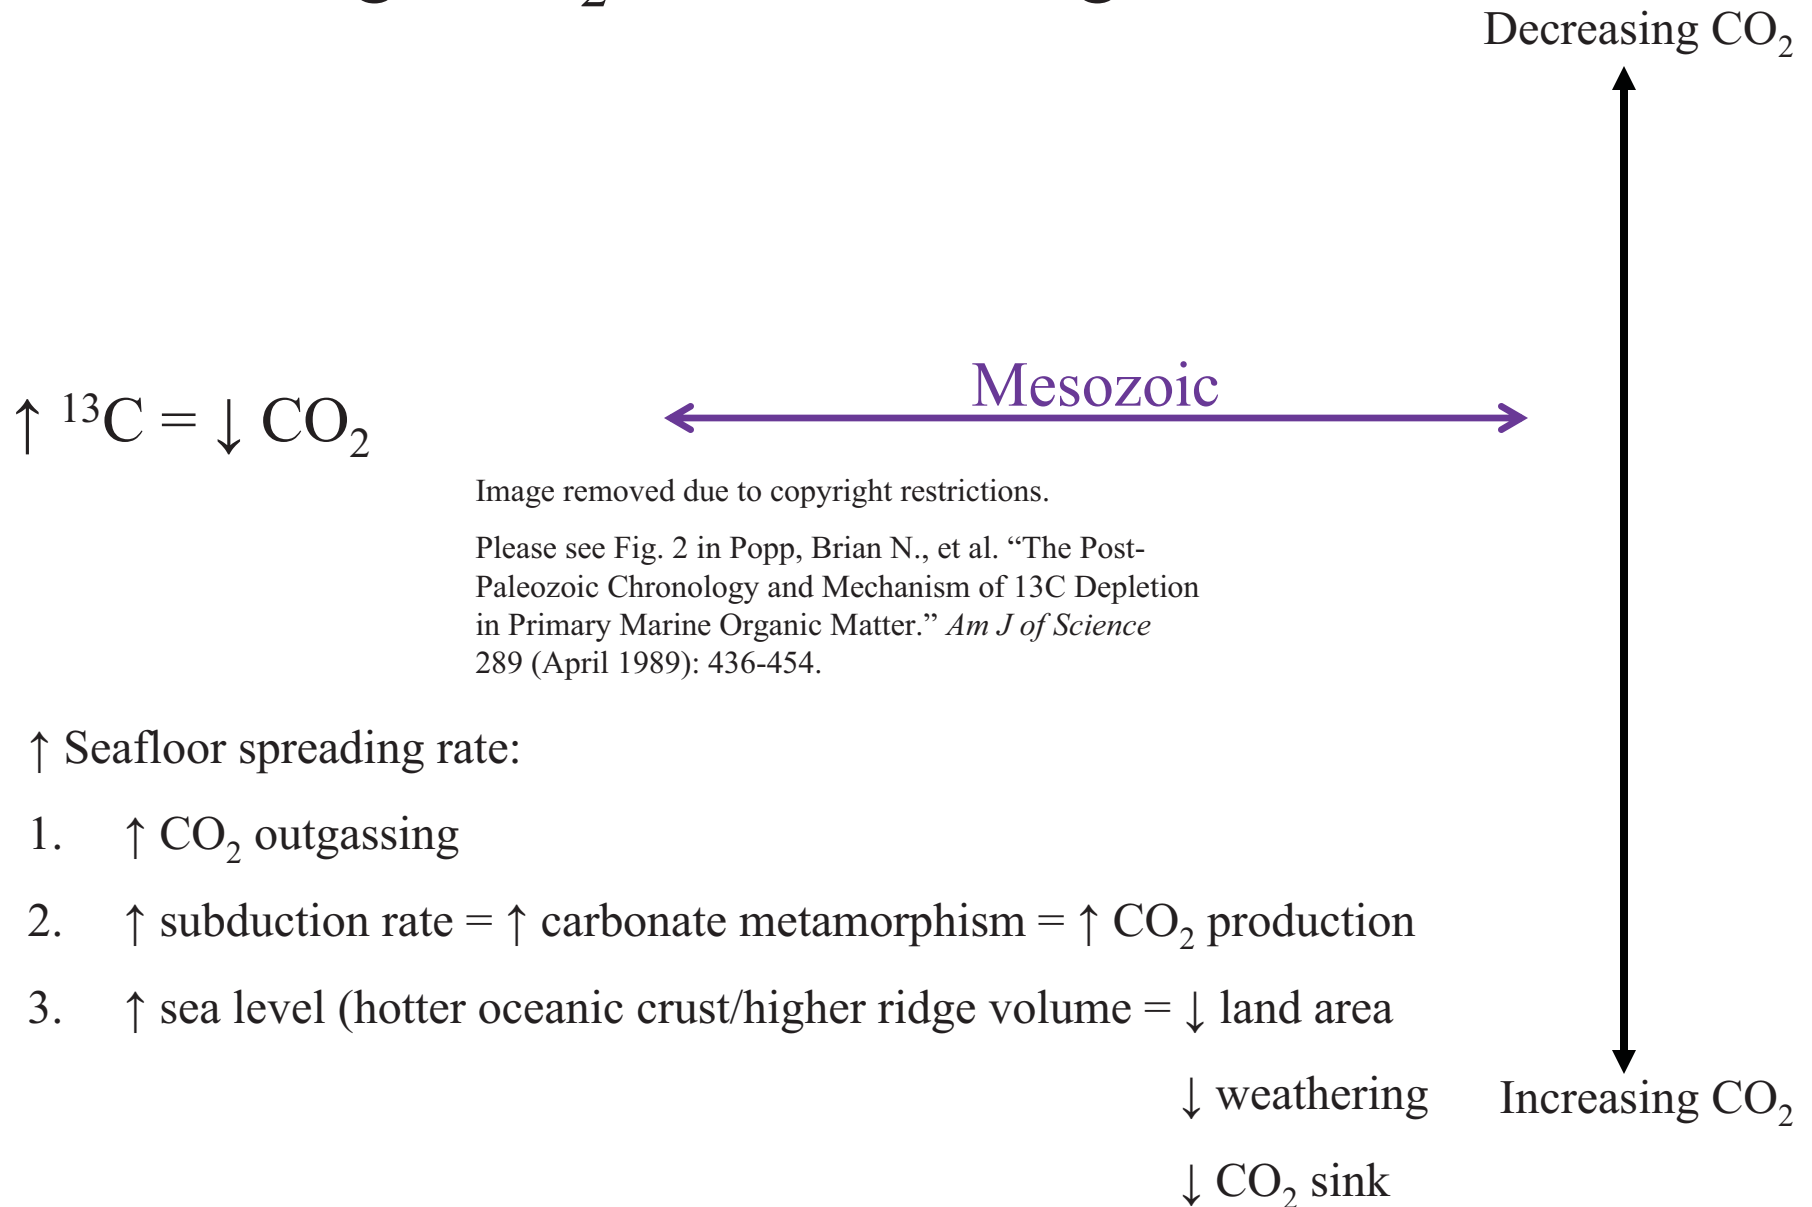 Decreasing CO₂
Mesozoic
↑ ¹³C = ↓ CO₂
Image removed due to copyright restrictions.
Please see Fig. 2 in Popp, Brian N., et al. “The Post-
Paleozoic Chronology and Mechanism of 13C Depletion
in Primary Marine Organic Matter.” Am J of Science
289 (April 1989): 436-454.
↑ Seafloor spreading rate:
1. ↑ CO₂ outgassing
2. ↑ subduction rate = ↑ carbonate metamorphism = ↑ CO₂ production
3. ↑ sea level (hotter oceanic crust/higher ridge volume = ↓ land area
↓ weathering
Increasing CO₂
↓ CO₂ sink